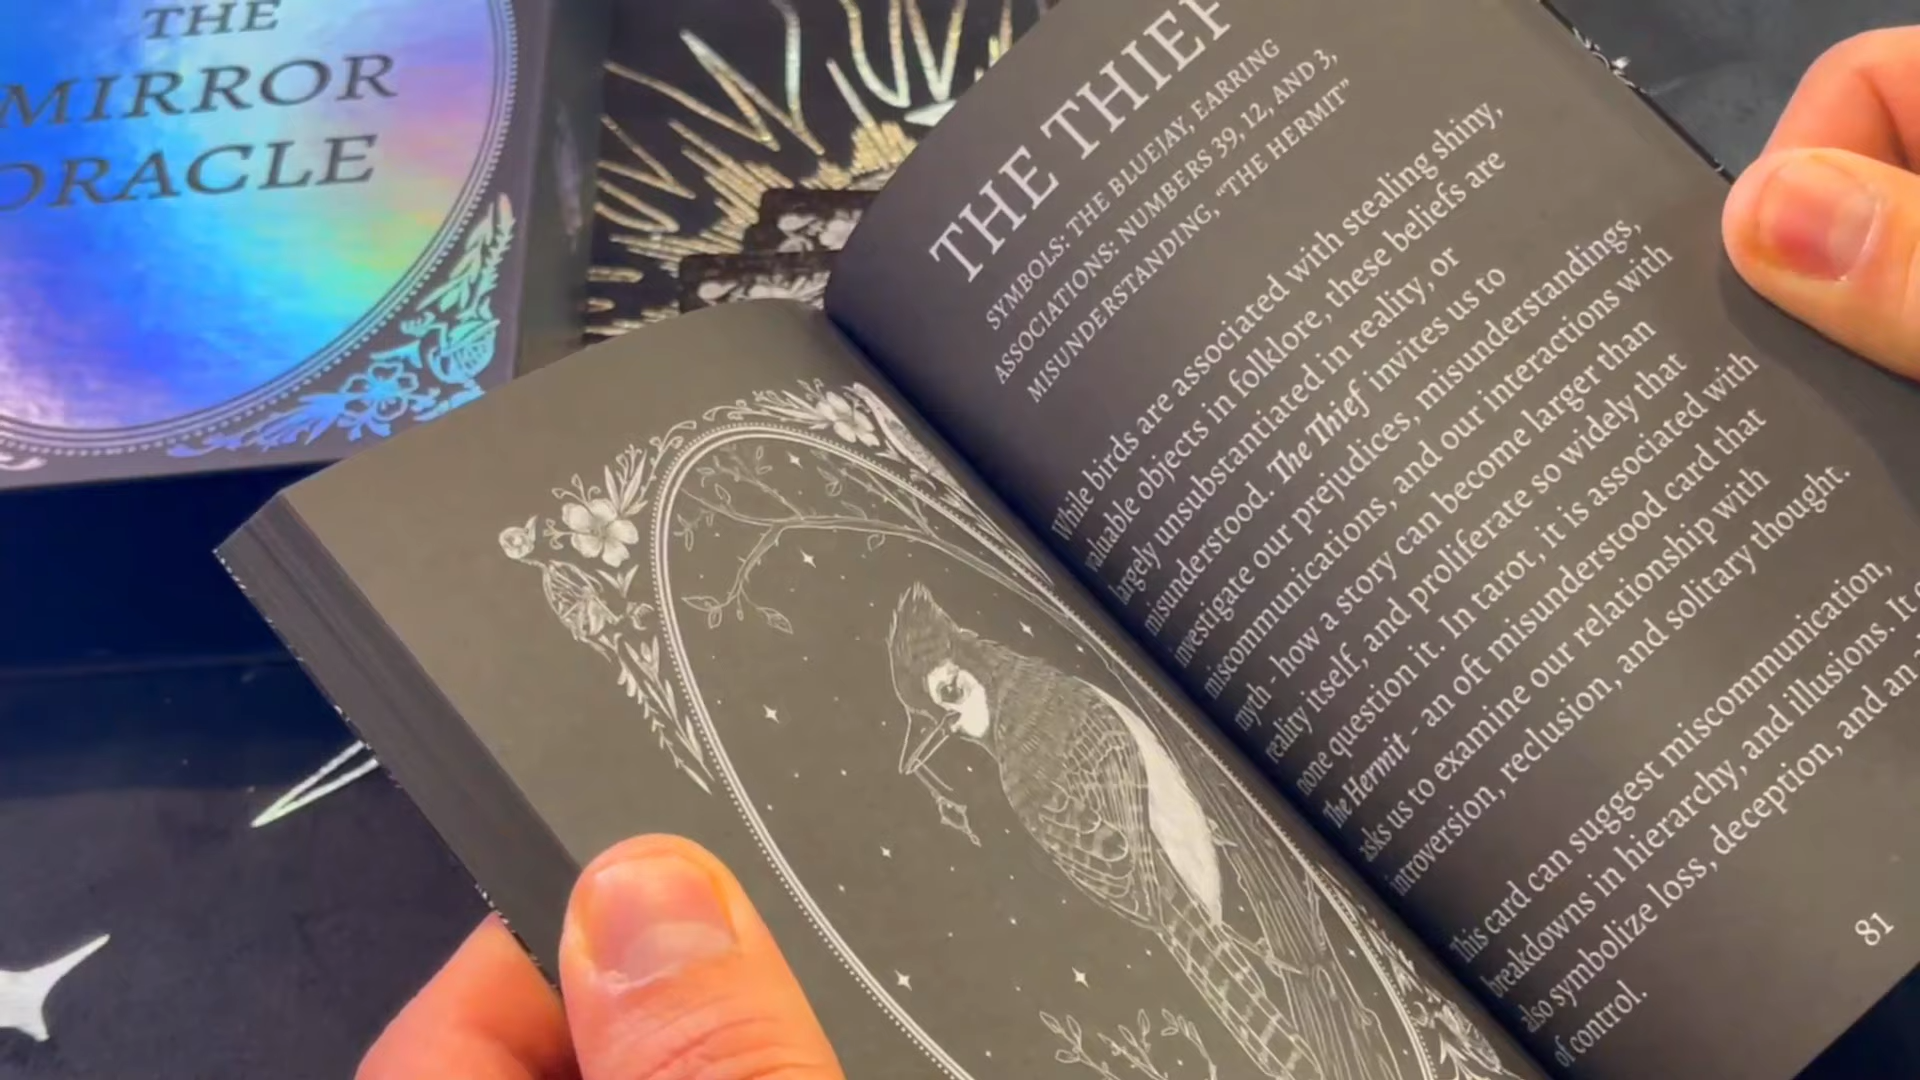 THE
MIRROR
ORACLE
THE THIEF
SYMBOLS: THE BLUEJAY, EARRING
ASSOCIATIONS: NUMBERS 39, 12, AND 3,
MISUNDERSTANDING, "THE HERMIT"
While birds are associated with stealing shiny,
valuable objects in folklore, these beliefs are
largely unsubstantiated in reality, or
misunderstood. The Thief invites us to
investigate our prejudices, misunderstandings,
miscommunications, and our interactions with
myth - how a story can become larger than
reality itself, and proliferate so widely that
none question it. In tarot, it is associated with
The Hermit - an oft misunderstood card that
asks us to examine our relationship with
introversion, reclusion, and solitary thought.
This card can suggest miscommunication,
breakdowns in hierarchy, and illusions. It
also symbolize loss, deception, and an
of control.
81